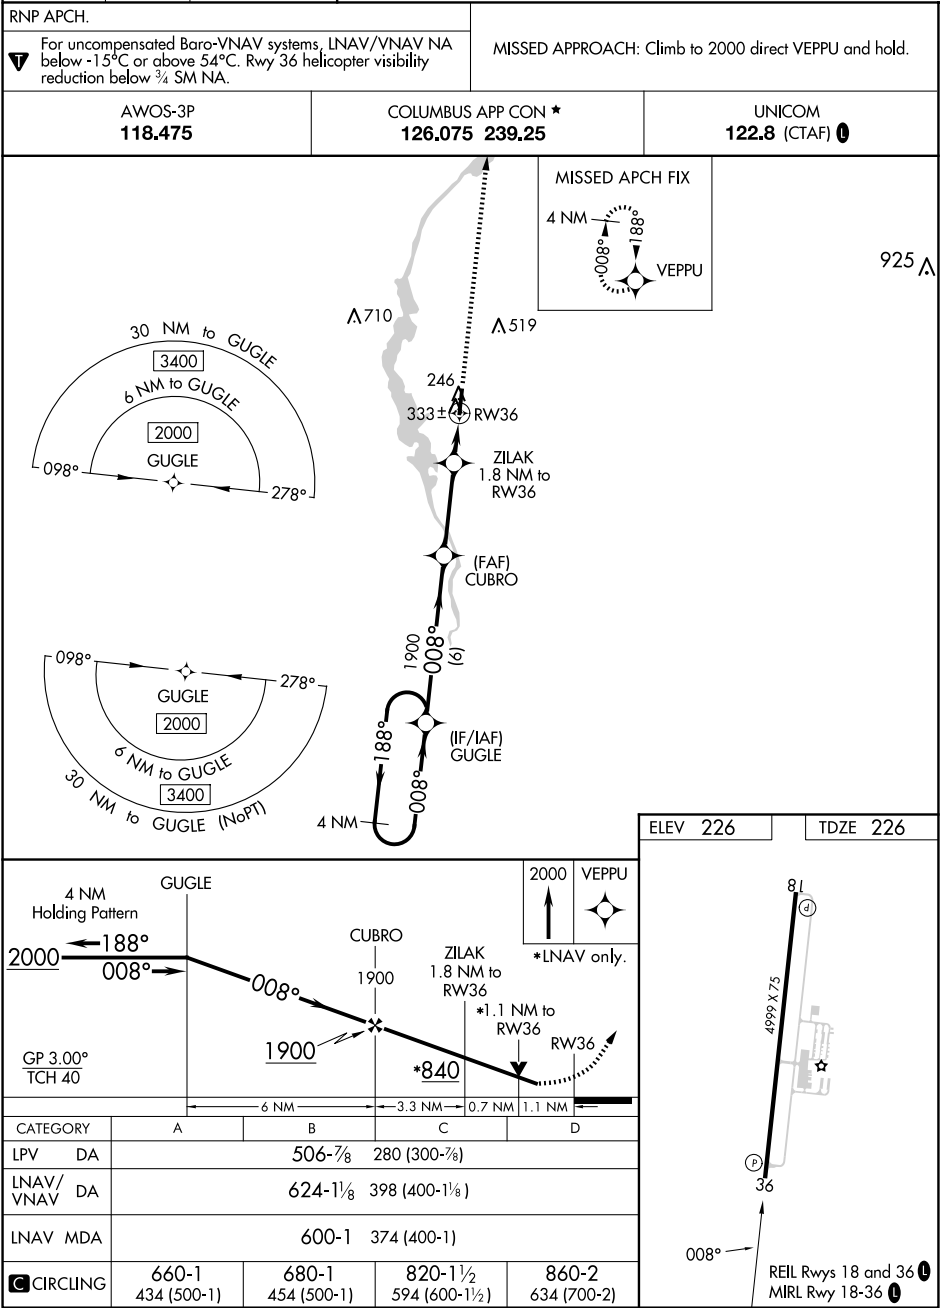 RNP APCH.
T
For uncompensated Baro-VNAV systems, LNAV/VNAV NA
below -15°C or above 54°C. Rwy 36 helicopter visibility
reduction below ¾ SM NA.
MISSED APPROACH: Climb to 2000 direct VEPPU and hold.
AWOS-3P
118.475
COLUMBUS APP CON ★
126.075 239.25
UNICOM
122.8 (CTAF) L
MISSED APCH FIX
4 NM
008°
188°
VEPPU
925
710
519
246
333±
RW36
ZILAK
1.8 NM to
RW36
(FAF)
CUBRO
1900
008°
(6)
(IF/IAF)
GUGLE
188°
008°
4 NM
30 NM to GUGLE
3400
6 NM to GUGLE
2000
GUGLE
098°
278°
098°
278°
GUGLE
2000
6 NM to GUGLE
3400
30 NM to GUGLE (NoPT)
ELEV 226
TDZE 226
18
P
4999 X 75
P
36
008°
REIL Rwys 18 and 36 L
MIRL Rwy 18-36 L
4 NM
Holding Pattern
GUGLE
2000
188°
008°
008°
CUBRO
1900
1900
ZILAK
1.8 NM to
RW36
*840
*1.1 NM to
RW36
RW36
2000
VEPPU
*LNAV only.
GP 3.00°
TCH 40
6 NM
3.3 NM
0.7 NM
1.1 NM
CATEGORY A B C D
LPV DA 506-⅞ 280 (300-⅞)
LNAV/
VNAV DA 624-1⅛ 398 (400-1⅛)
LNAV MDA 600-1 374 (400-1)
C CIRCLING 660-1 680-1 820-1½ 860-2
434 (500-1) 454 (500-1) 594 (600-1½) 634 (700-2)